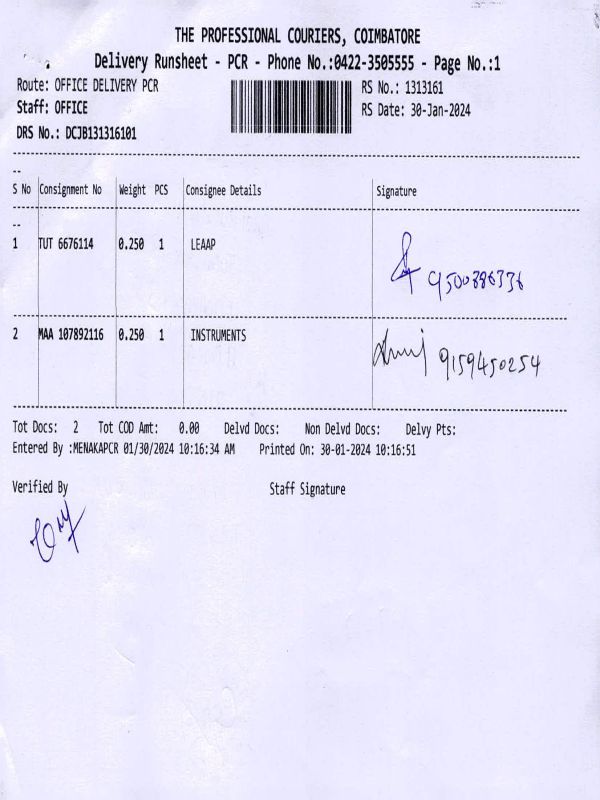 THE PROFESSIONAL COURIERS, COIMBATORE
Delivery Runsheet - PCR - Phone No.:0422-3505555 - Page No.:1
Route: OFFICE DELIVERY PCR RS No.: 1313161
Staff: OFFICE RS Date: 30-Jan-2024
DRS No.: DCJB131316101
S No Consignment No Weight PCS Consignee Details Signature
1 TUT 6676114 0.250 1 LEAAP
9500386336
2 MAA 107892116 0.250 1 INSTRUMENTS
9159450254
Tot Docs: 2 Tot COD Amt: 0.00 Delvd Docs: Non Delvd Docs: Delvy Pts:
Entered By :MENAKAPCR 01/30/2024 10:16:34 AM Printed On: 30-01-2024 10:16:51
Verified By Staff Signature